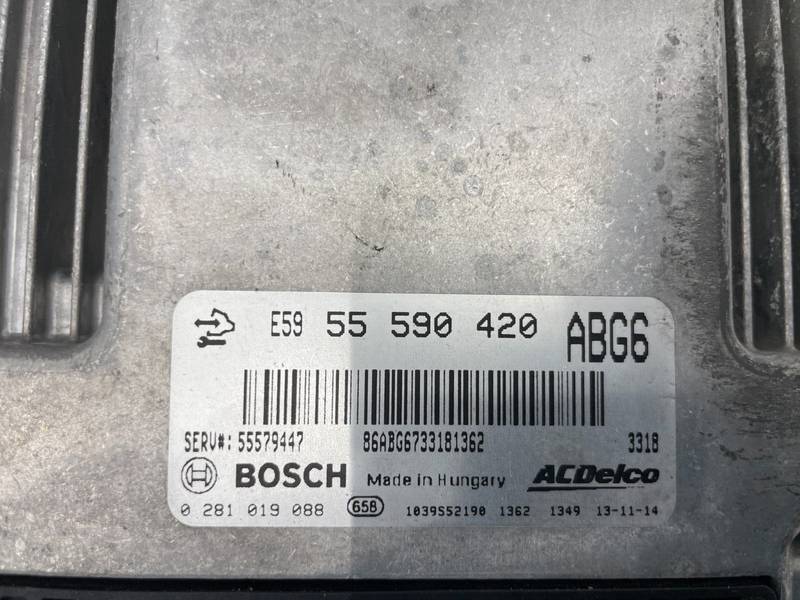 E59 55 590 420 ABG6
SERV#: 55579447 86ABG6733181362 3318
BOSCH Made in Hungary ACDelco
0 281 019 088 658 1039S52190 1362 1349 13-11-14